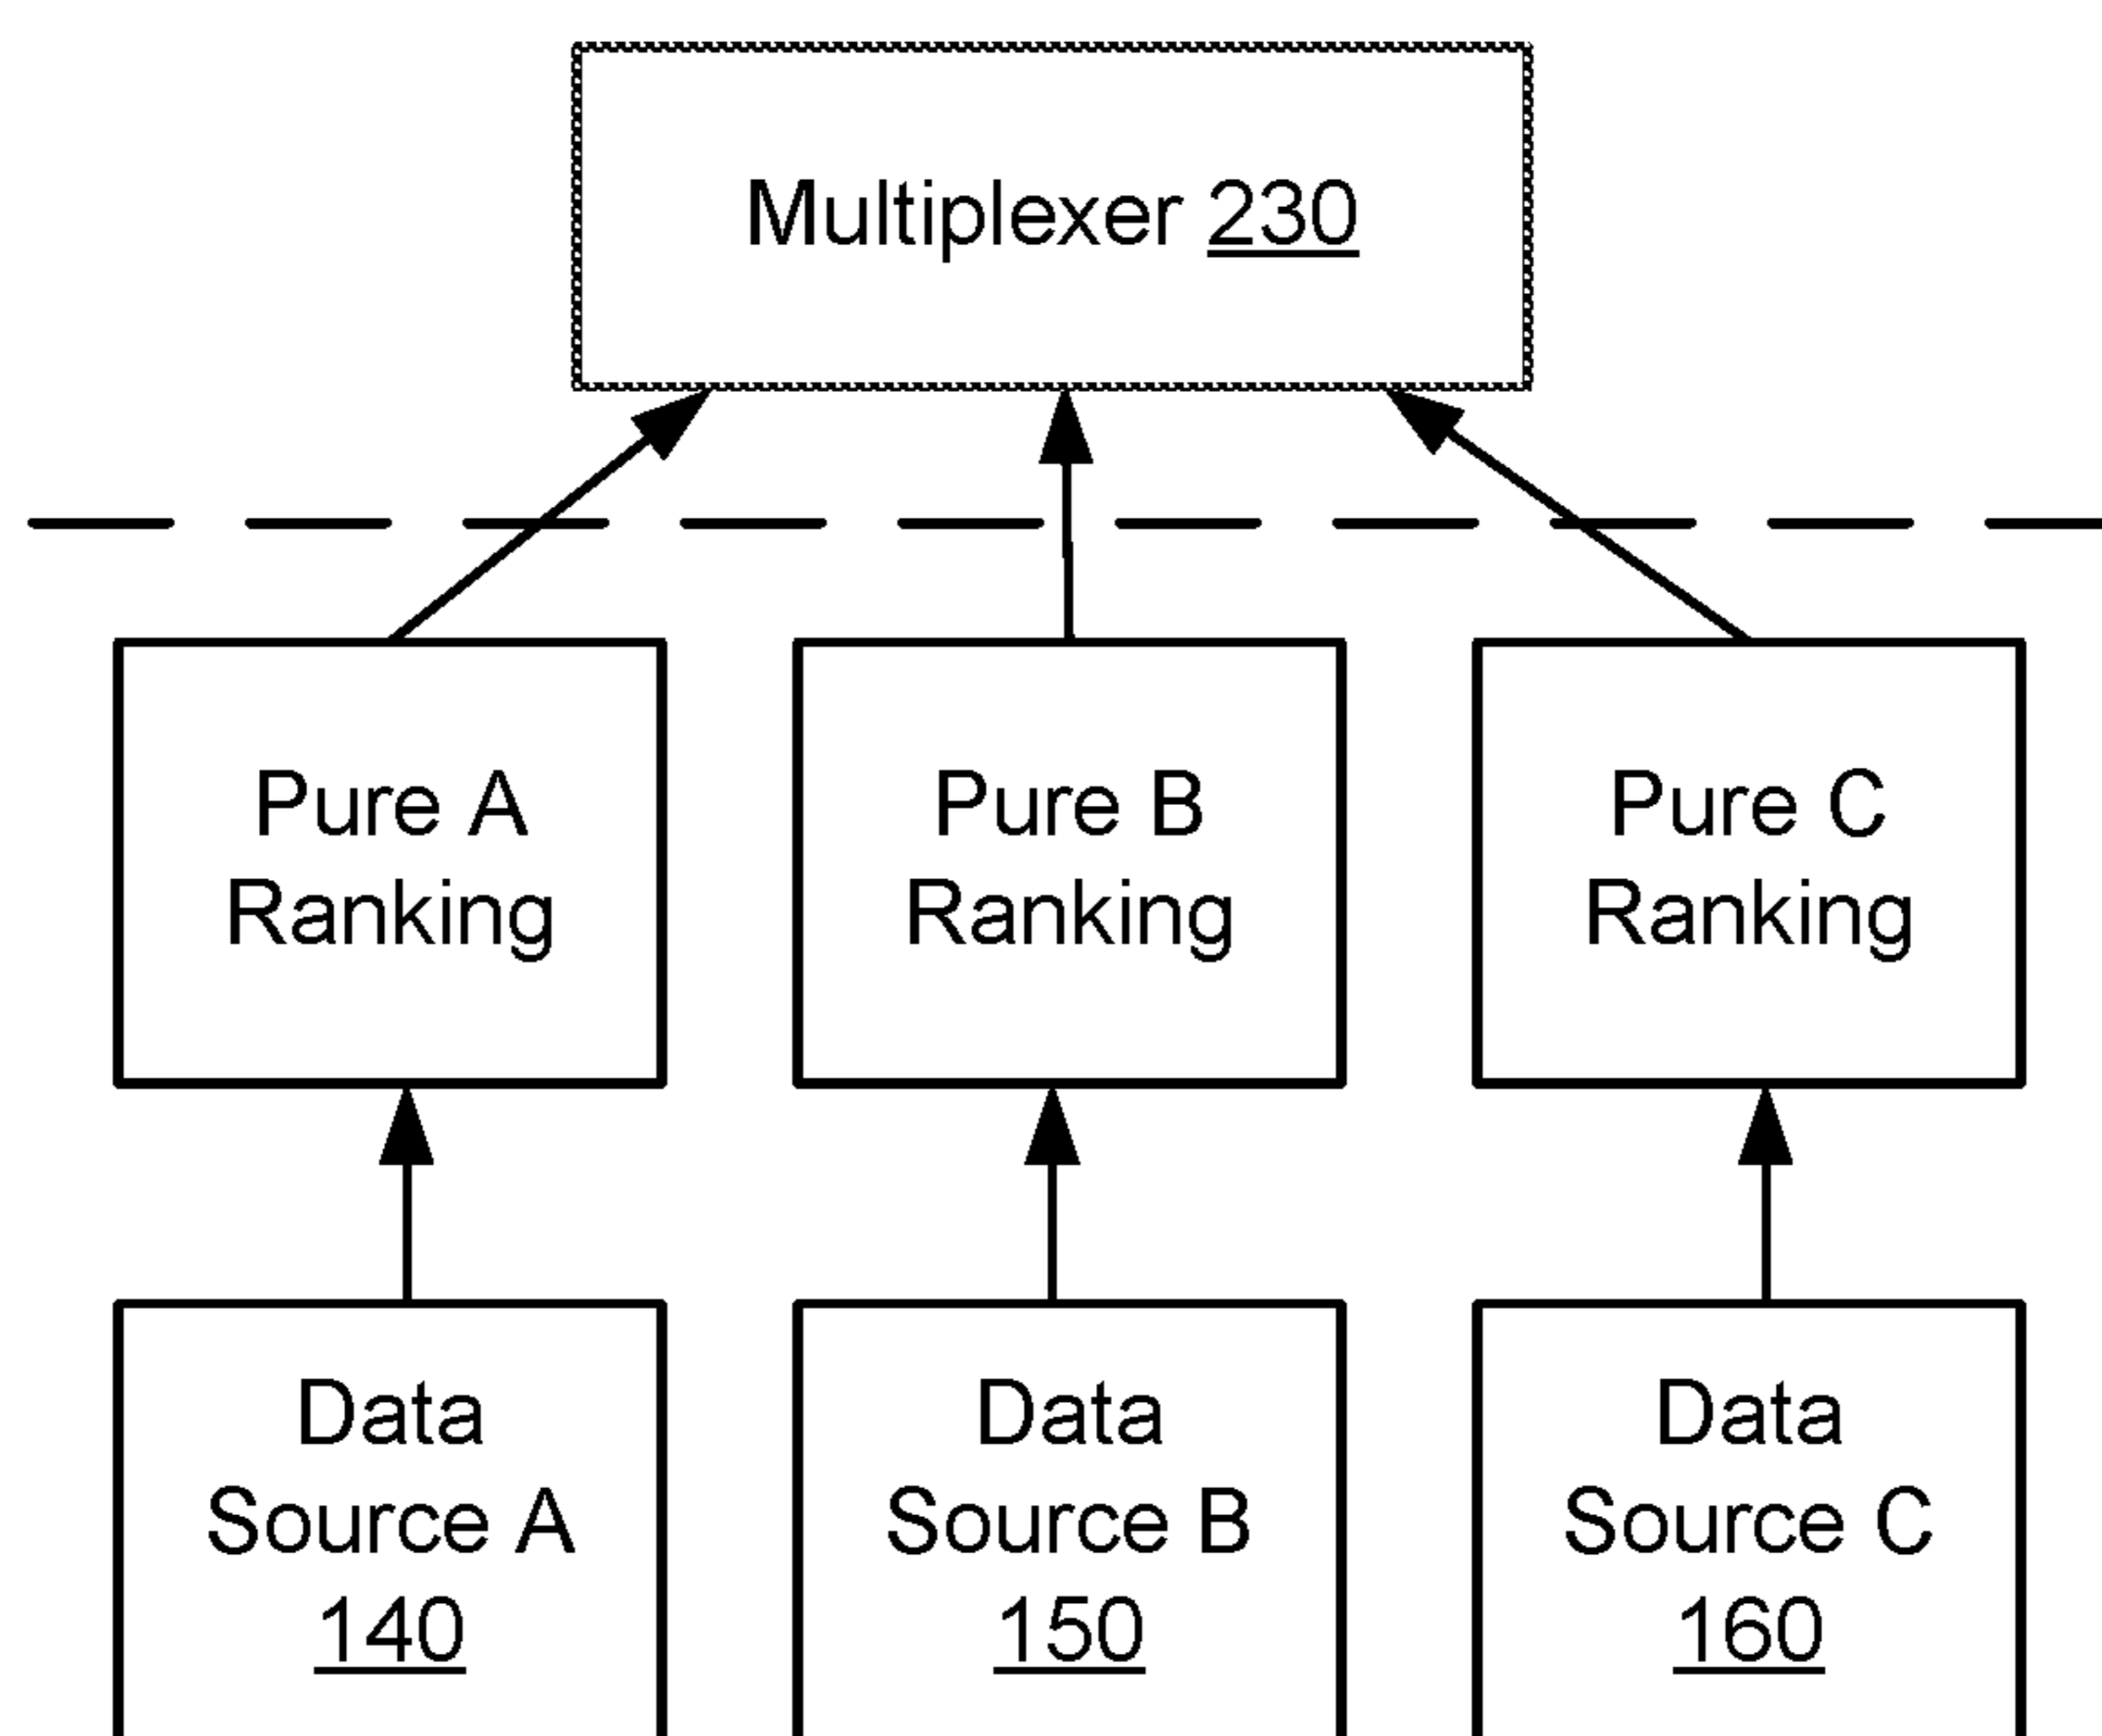 Multiplexer 230
Pure A
Ranking
Pure B
Ranking
Pure C
Ranking
Data
Source A
140
Data
Source B
150
Data
Source C
160